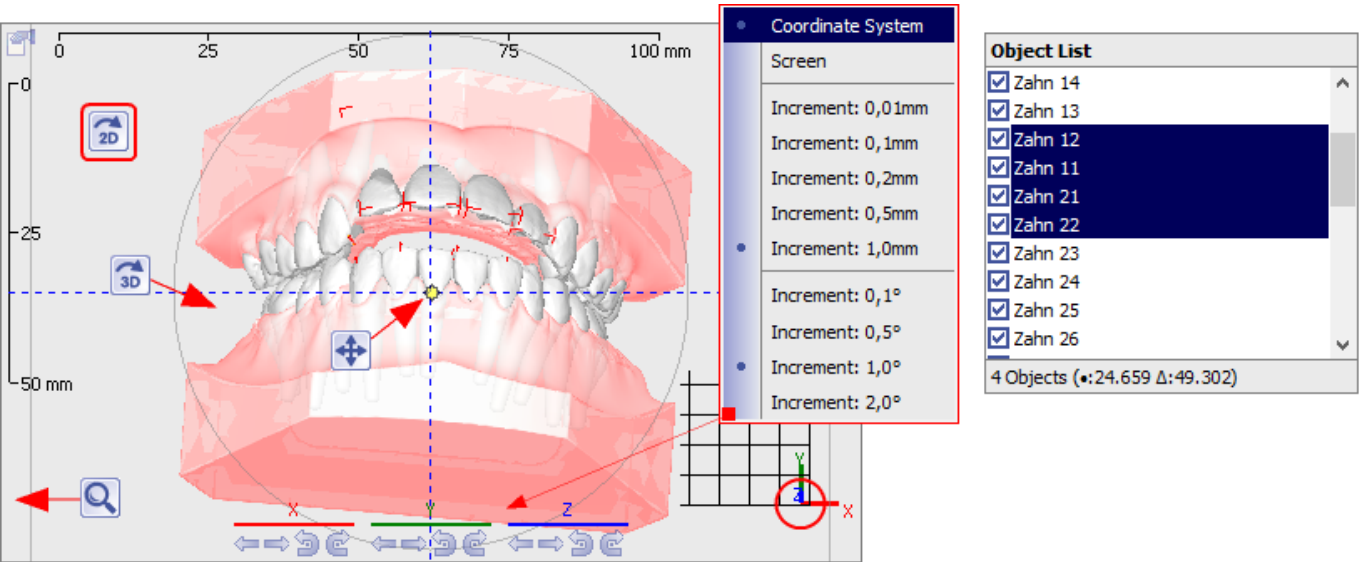 0
25
50
75
100 mm
0
25
50 mm
2D
3D
X
Y
Z
Y
Z
X
Coordinate System
Screen
Increment: 0,01mm
Increment: 0,1mm
Increment: 0,2mm
Increment: 0,5mm
Increment: 1,0mm
Increment: 0,1°
Increment: 0,5°
Increment: 1,0°
Increment: 2,0°
Object List
Zahn 14
Zahn 13
Zahn 12
Zahn 11
Zahn 21
Zahn 22
Zahn 23
Zahn 24
Zahn 25
Zahn 26
4 Objects (•:24.659 Δ:49.302)